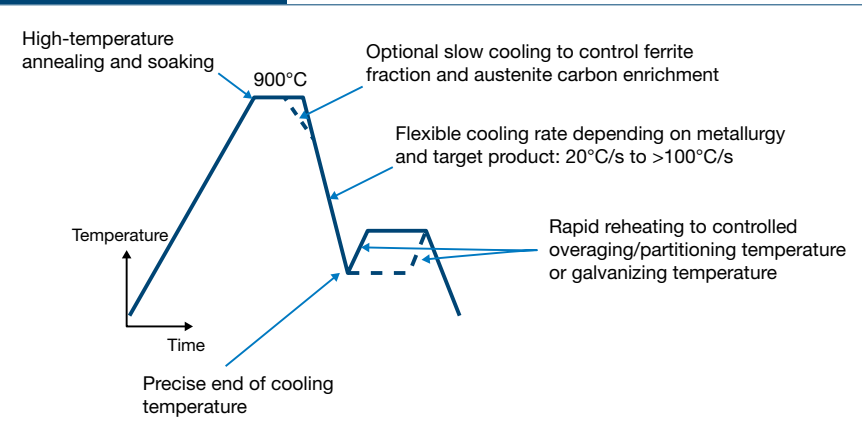 High-temperature
annealing and soaking
900°C
Optional slow cooling to control ferrite
fraction and austenite carbon enrichment
Flexible cooling rate depending on metallurgy
and target product: 20°C/s to >100°C/s
Temperature
Rapid reheating to controlled
overaging/partitioning temperature
or galvanizing temperature
Time
Precise end of cooling
temperature